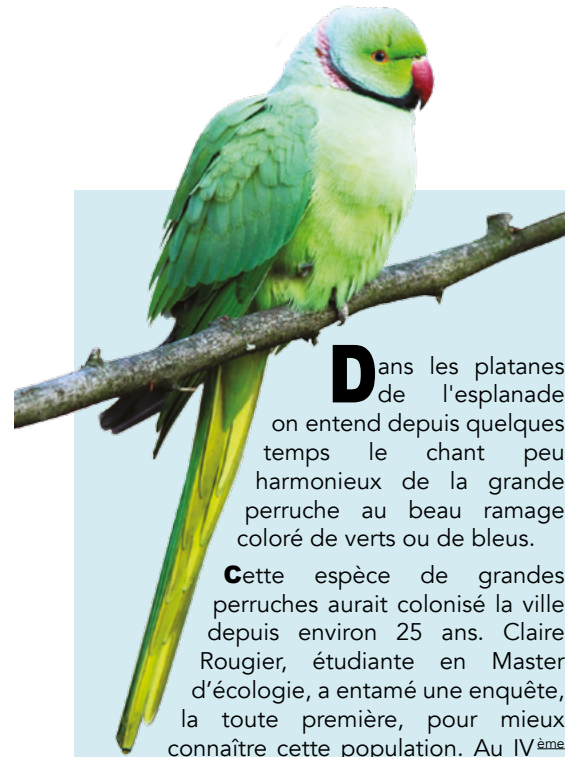 Dans les platanes
de l'esplanade
on entend depuis quelques
temps le chant peu
harmonieux de la grande
perruche au beau ramage
coloré de verts ou de bleus.
Cette espèce de grandes
perruches aurait colonisé la ville
depuis environ 25 ans. Claire
Rougier, étudiante en Master
d’écologie, a entamé une enquête,
la toute première, pour mieux
connaître cette population. Au IVème